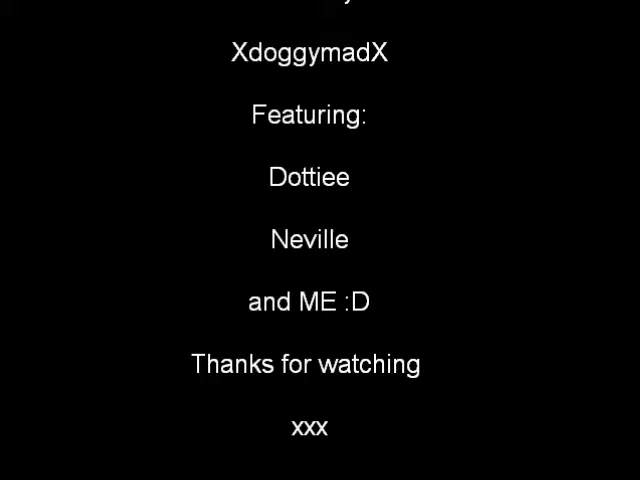 XdoggymadX
Featuring:
Dottiee
Neville
and ME :D
Thanks for watching
xxx